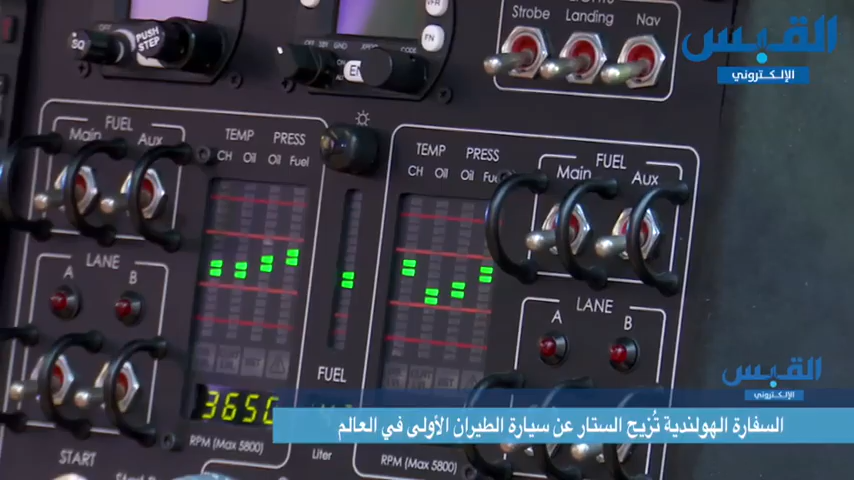 PUSH
STEP
VFR
FN
Strobe
Landing
Nav
القبس
الإلكتروني
FUEL
Main
Aux
TEMP PRESS
CH Oil Oil Fuel
TEMP PRESS
CH Oil Oil
FUEL
Main
Aux
LANE
A
B
LANE
A
B
FUEL
3650
RPM (Max 5800)
Liter
RPM (Max 5800)
START
القبس
الإلكتروني
السفارة الهولندية تُزيح الستار عن سيارة الطيران الأولى في العالم